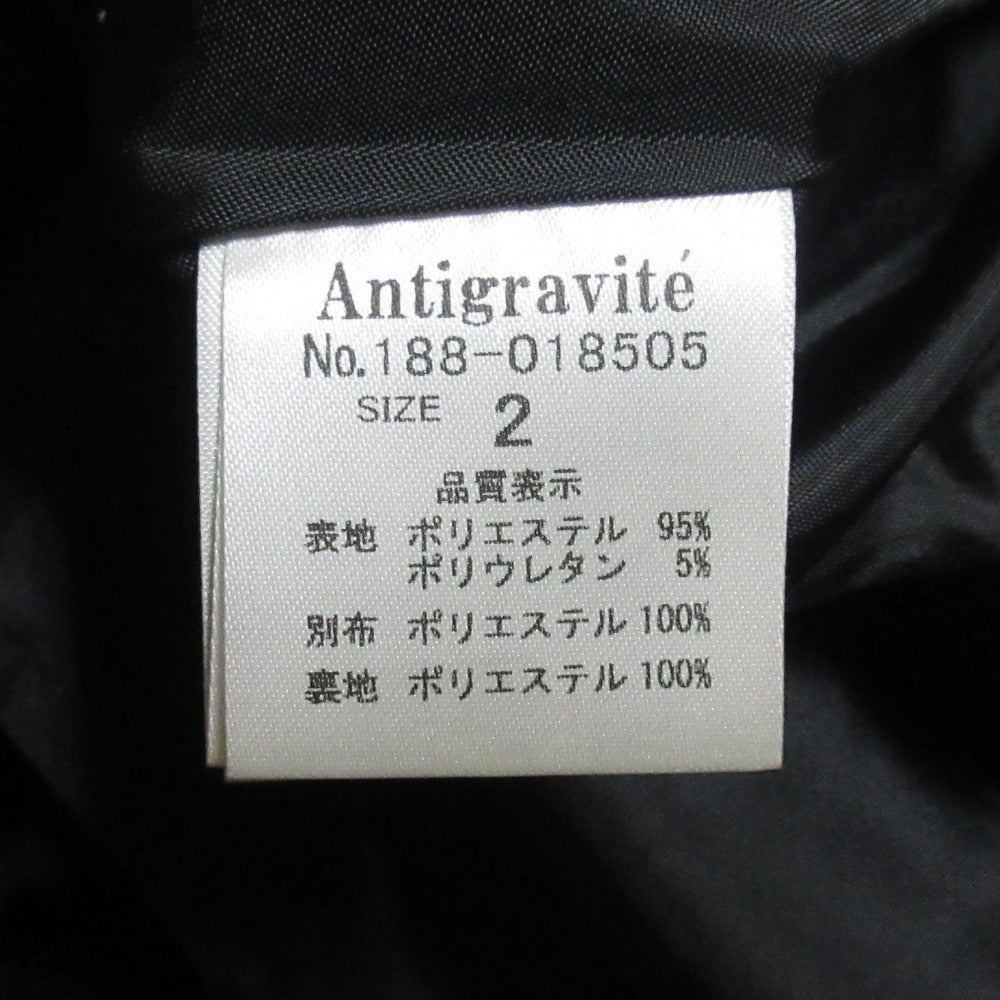 Antigravité
No.188-018505
SIZE 2
品質表示
表地 ポリエステル 95%
ポリウレタン 5%
別布 ポリエステル 100%
裏地 ポリエステル 100%